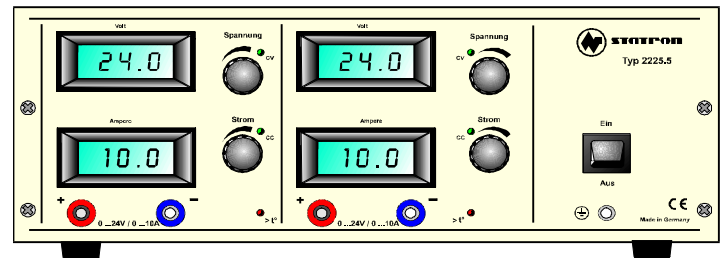 Volt
24.0
Spannung
CV
Ampere
10.0
Strom
CC
+
−
0 ...24V / 0 ...10A
> t°
Volt
24.0
Spannung
CV
Ampere
10.0
Strom
CC
+
−
0 ...24V / 0 ...10A
> t°
STATRON
Typ 2225.5
Ein
Aus
CE
Made in Germany